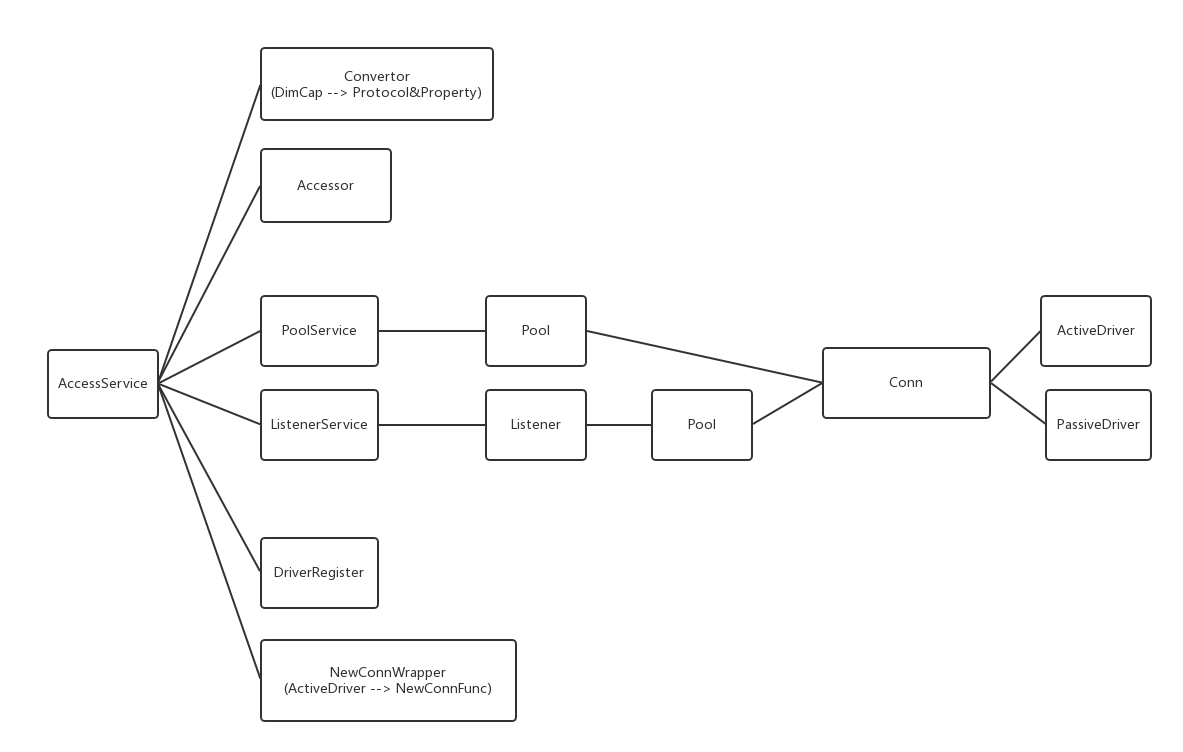 Convertor
(DimCap --> Protocol&Property)
Accessor
PoolService
Pool
ActiveDriver
AccessService
Conn
ListenerService
Listener
Pool
PassiveDriver
DriverRegister
NewConnWrapper
(ActiveDriver --> NewConnFunc)